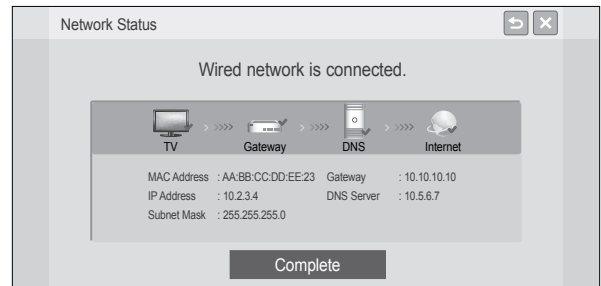 Network Status
Wired network is connected.
TV Gateway DNS Internet
MAC Address : AA:BB:CC:DD:EE:23 Gateway : 10.10.10.10
IP Address : 10.2.3.4 DNS Server : 10.5.6.7
Subnet Mask : 255.255.255.0
Complete